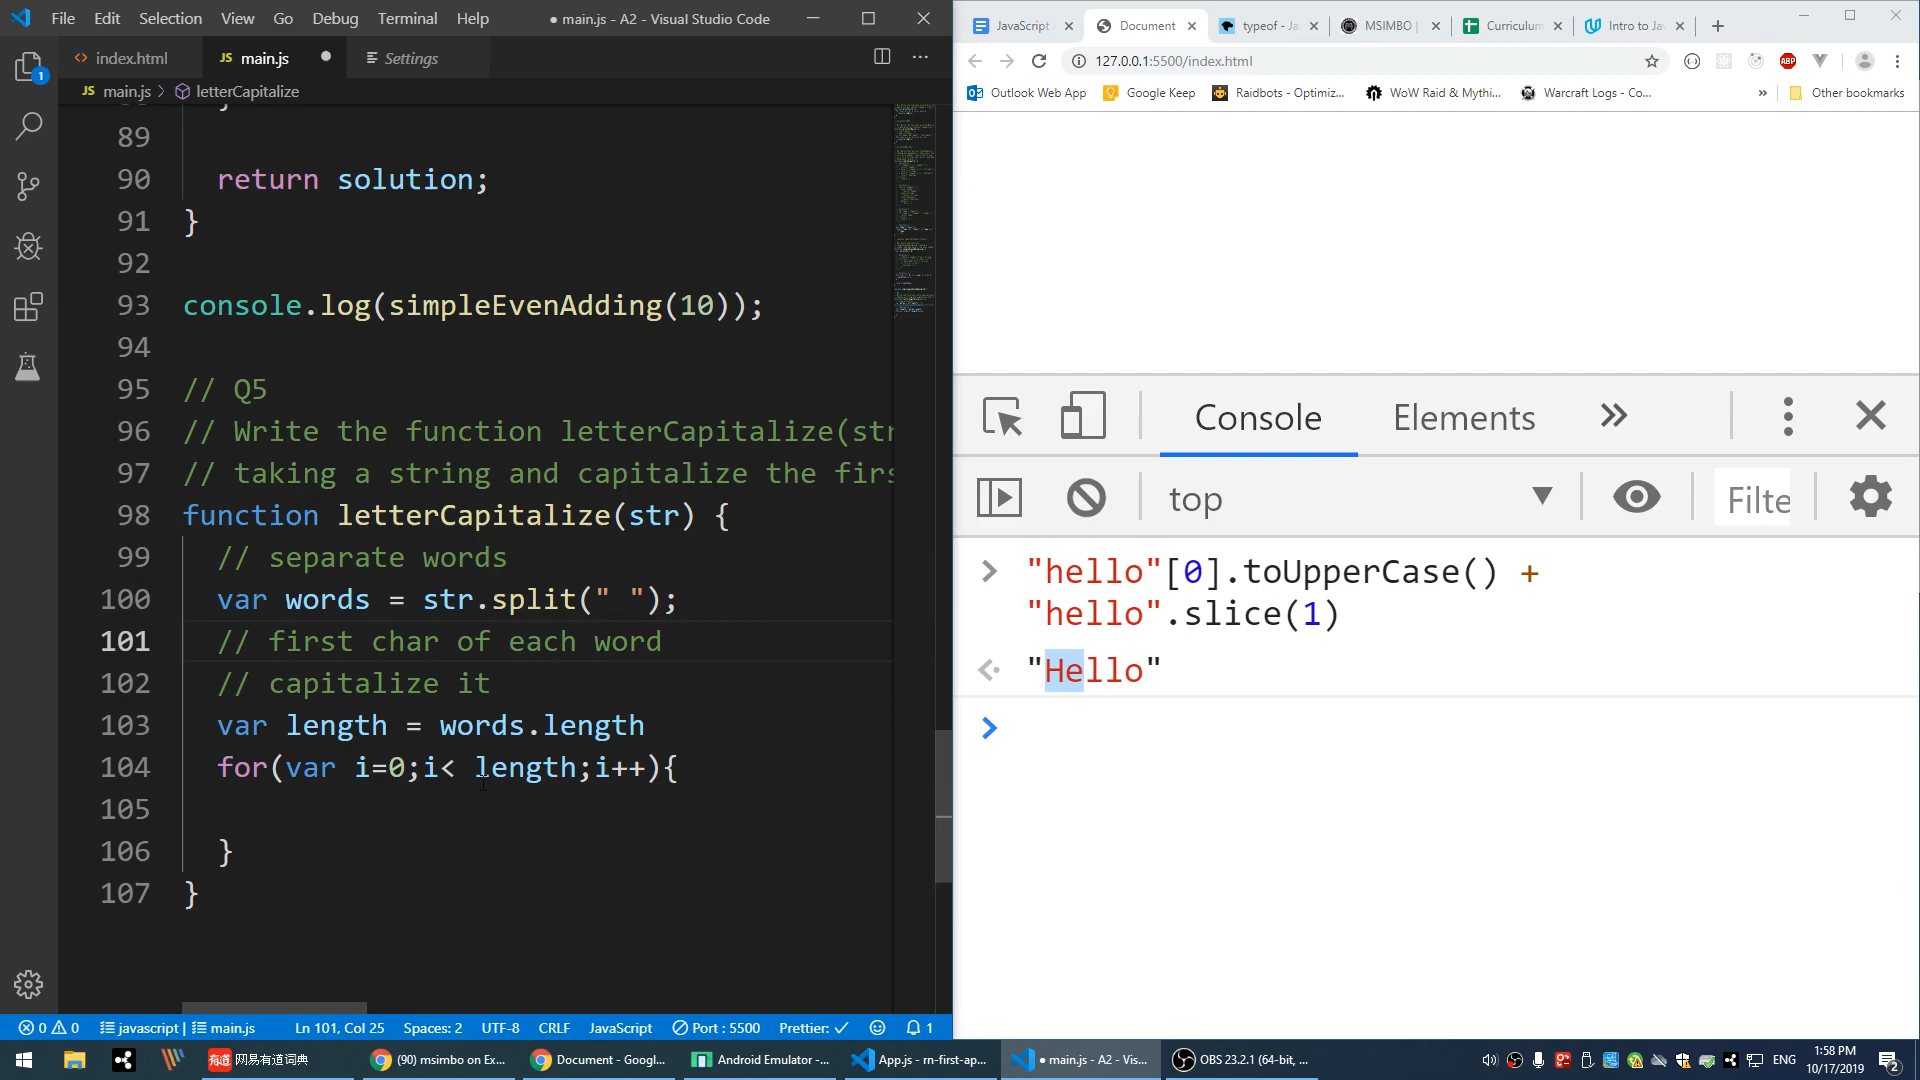 File Edit Selection View Go Debug Terminal Help
● main.js - A2 - Visual Studio Code
index.html
JS main.js
Settings
JS main.js > letterCapitalize
89
90 return solution;
91 }
92
93 console.log(simpleEvenAdding(10));
94
95 // Q5
96 // Write the function letterCapitalize(str
97 // taking a string and capitalize the firs
98 function letterCapitalize(str) {
99 // separate words
100 var words = str.split(" ");
101 // first char of each word
102 // capitalize it
103 var length = words.length
104 for(var i=0;i< length;i++){
105
106 }
107 }
0 0 javascript | main.js Ln 101, Col 25 Spaces: 2 UTF-8 CRLF JavaScript Port : 5500 Prettier: ✓ 1
JavaScript
Document
typeof - Ja
MSIMBO |
Curriculum
Intro to Ja
127.0.0.1:5500/index.html
ABP
Outlook Web App
Google Keep
Raidbots - Optimiz...
WoW Raid & Mythi...
Warcraft Logs - Co...
» Other bookmarks
Console Elements »
top
Filte
> "hello"[0].toUpperCase() +
"hello".slice(1)
"Hello"
>
有道 网易有道词典
(90) msimbo on Ex...
Document - Googl...
Android Emulator -...
App.js - rn-first-ap...
● main.js - A2 - Vis...
OBS 23.2.1 (64-bit, ...
ENG
1:58 PM
10/17/2019
2